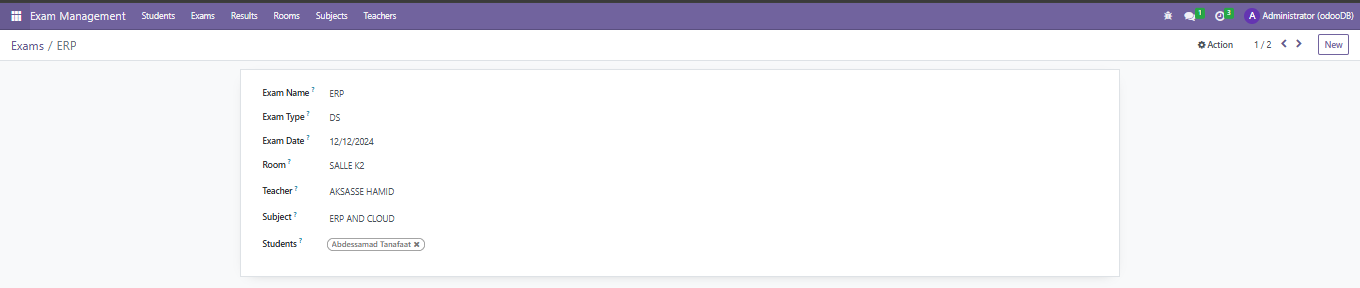 Exam Management Students Exams Results Rooms Subjects Teachers 1 3 A Administrator (odooDB)
Exams / ERP Action 1 / 2 New
Exam Name ? ERP
Exam Type ? DS
Exam Date ? 12/12/2024
Room ? SALLE K2
Teacher ? AKSASSE HAMID
Subject ? ERP AND CLOUD
Students ? Abdessamad Tanafaat ✖